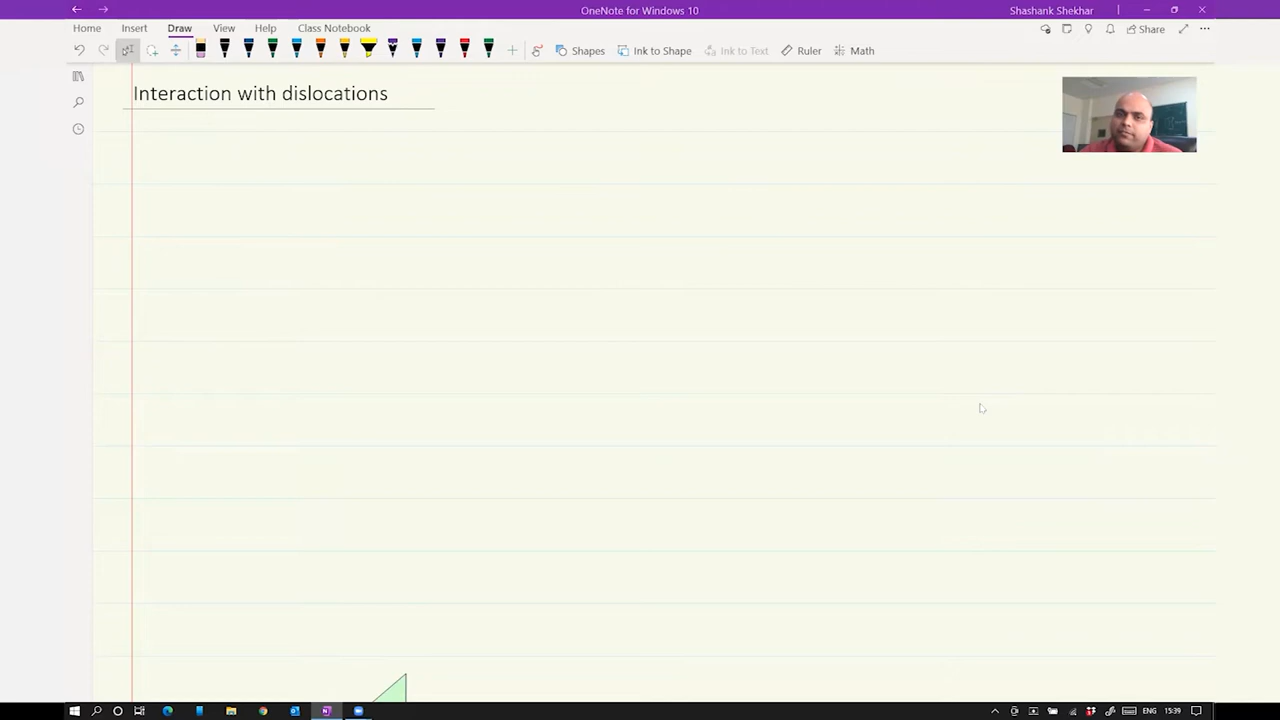 OneNote for Windows 10
Shashank Shekhar
Home Insert Draw View Help Class Notebook
Share
Shapes Ink to Shape Ink to Text Ruler Math
Interaction with dislocations
ENG 15:39